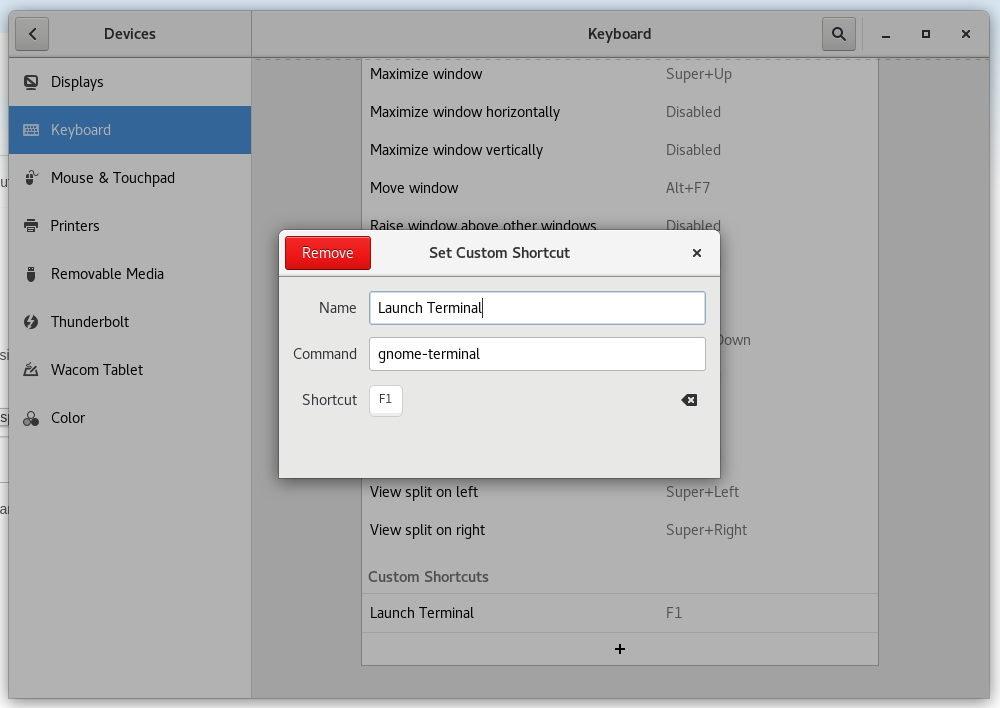 Devices
Keyboard
Displays
Keyboard
Mouse & Touchpad
Printers
Removable Media
Thunderbolt
Wacom Tablet
Color
Maximize window Super+Up
Maximize window horizontally Disabled
Maximize window vertically Disabled
Move window Alt+F7
Raise window above other windows Disabled
Remove
Set Custom Shortcut
Name Launch Terminal
Command gnome-terminal
Shortcut F1
Down
View split on left Super+Left
View split on right Super+Right
Custom Shortcuts
Launch Terminal F1